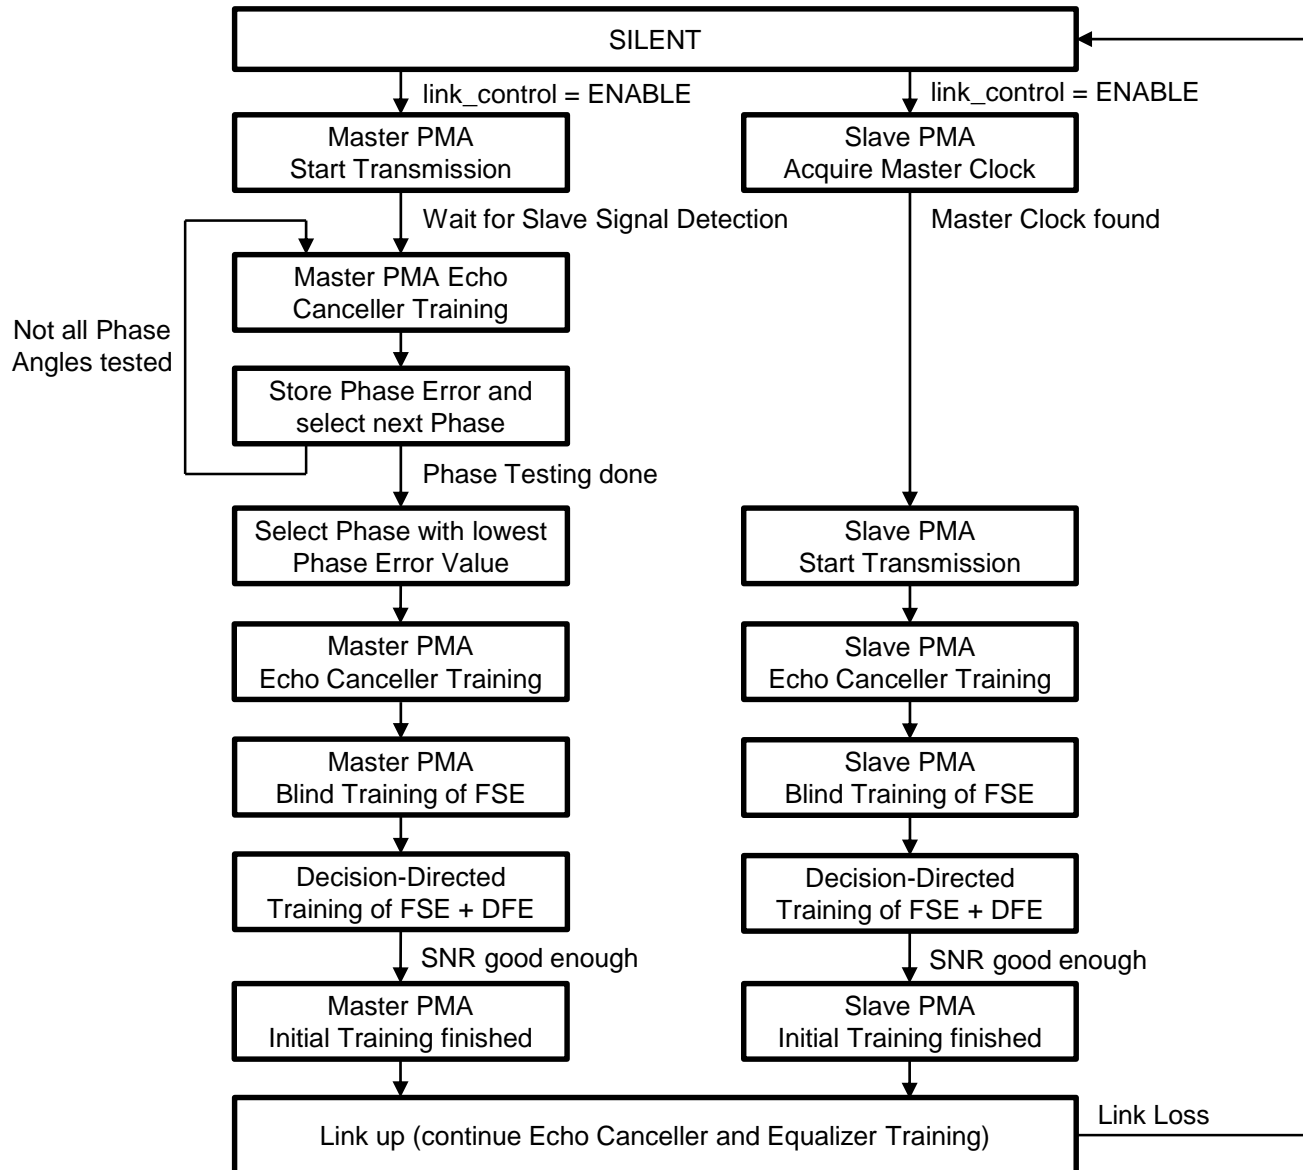 SILENT
link_control = ENABLE
link_control = ENABLE
Master PMA
Start Transmission
Slave PMA
Acquire Master Clock
Wait for Slave Signal Detection
Master Clock found
Master PMA Echo
Canceller Training
Not all Phase
Angles tested
Store Phase Error and
select next Phase
Phase Testing done
Select Phase with lowest
Phase Error Value
Slave PMA
Start Transmission
Master PMA
Echo Canceller Training
Slave PMA
Echo Canceller Training
Master PMA
Blind Training of FSE
Slave PMA
Blind Training of FSE
Decision-Directed
Training of FSE + DFE
Decision-Directed
Training of FSE + DFE
SNR good enough
SNR good enough
Master PMA
Initial Training finished
Slave PMA
Initial Training finished
Link up (continue Echo Canceller and Equalizer Training)
Link Loss